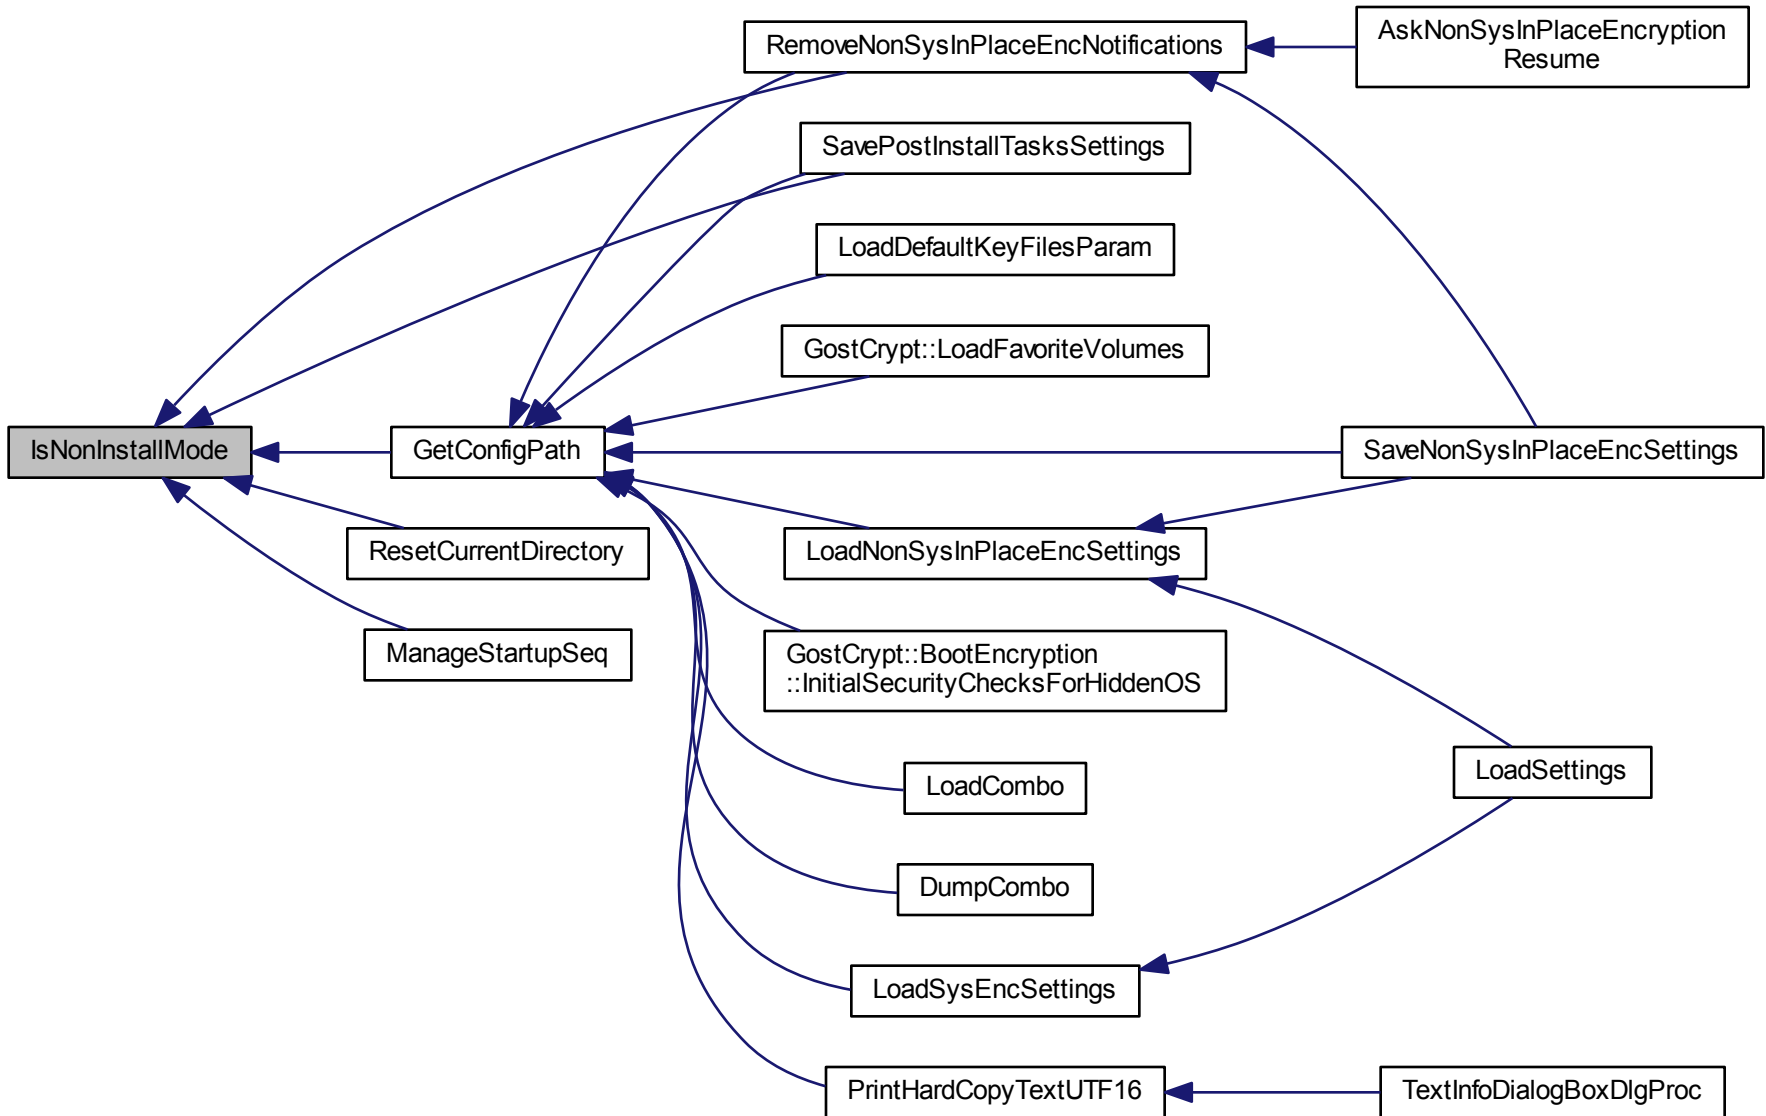 RemoveNonSysInPlaceEncNotifications
AskNonSysInPlaceEncryption
Resume
SavePostInstallTasksSettings
LoadDefaultKeyFilesParam
GostCrypt::LoadFavoriteVolumes
IsNonInstallMode
GetConfigPath
SaveNonSysInPlaceEncSettings
ResetCurrentDirectory
LoadNonSysInPlaceEncSettings
ManageStartupSeq
GostCrypt::BootEncryption
::InitialSecurityChecksForHiddenOS
LoadCombo
LoadSettings
DumpCombo
LoadSysEncSettings
PrintHardCopyTextUTF16
TextInfoDialogBoxDlgProc